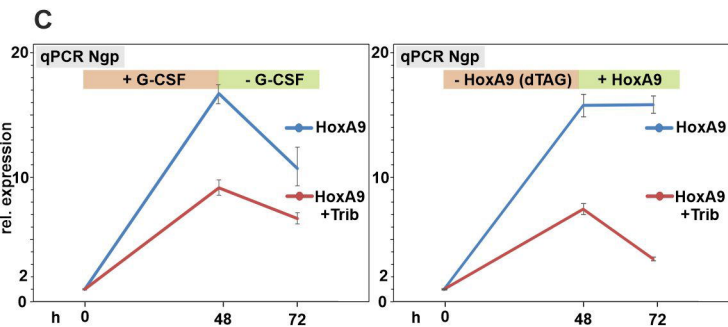 C
qPCR Ngp
+ G-CSF - G-CSF
HoxA9
HoxA9
+Trib
rel. expression
20
10
2
0
h 0 48 72
qPCR Ngp
- HoxA9 (dTAG) + HoxA9
HoxA9
HoxA9
+Trib
20
10
2
0
h 0 48 72